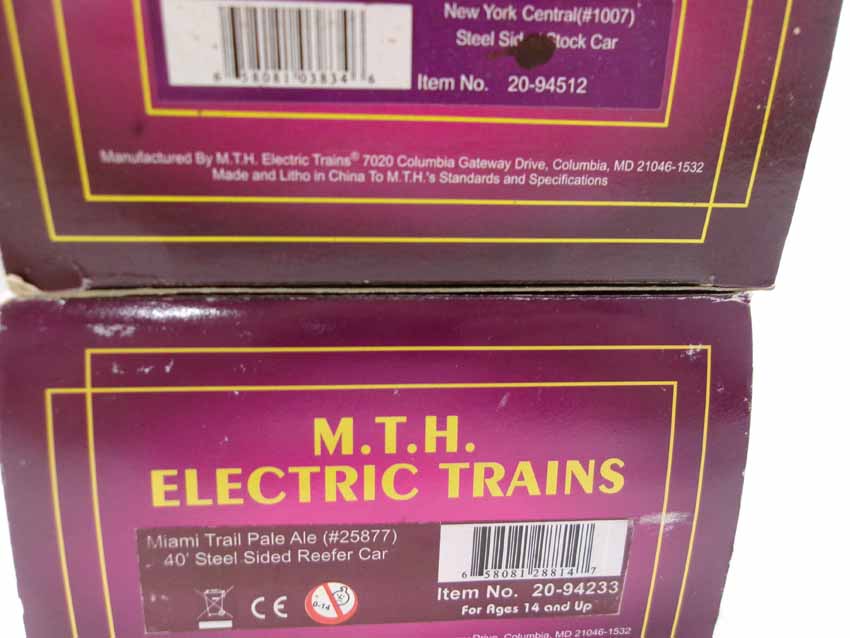 New York Central(#1007)
Steel Sided Stock Car
6 58081 03834 6
Item No. 20-94512
Manufactured By M.T.H. Electric Trains® 7020 Columbia Gateway Drive, Columbia, MD 21046-1532
Made and Litho in China To M.T.H.'s Standards and Specifications
M.T.H.
ELECTRIC TRAINS
Miami Trail Pale Ale (#25877)
40' Steel Sided Reefer Car
6 58081 28814 7
Item No. 20-94233
For Ages 14 and Up
CE
0-14
Drive, Columbia, MD 21046-1532